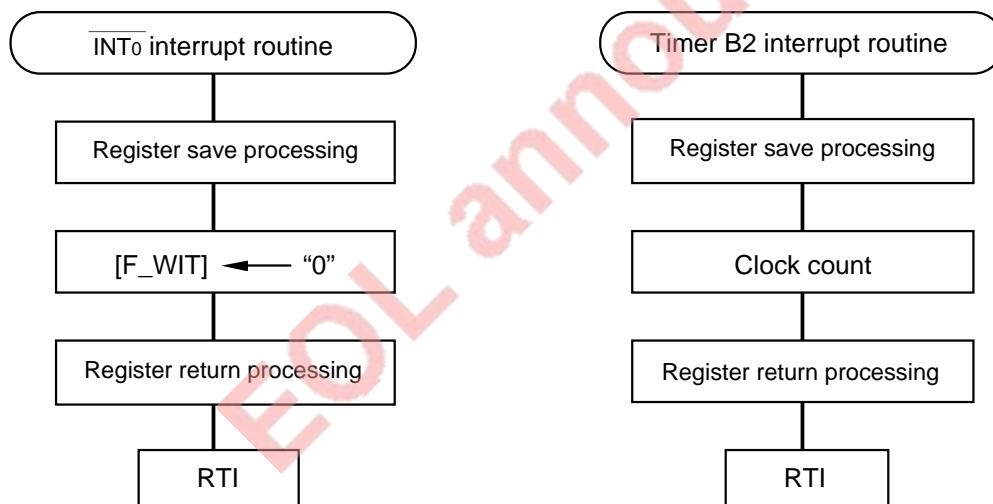 INT0 interrupt routine
Register save processing
[F_WIT] ← “0”
Register return processing
RTI
Timer B2 interrupt routine
Register save processing
Clock count
Register return processing
RTI
EOL annou